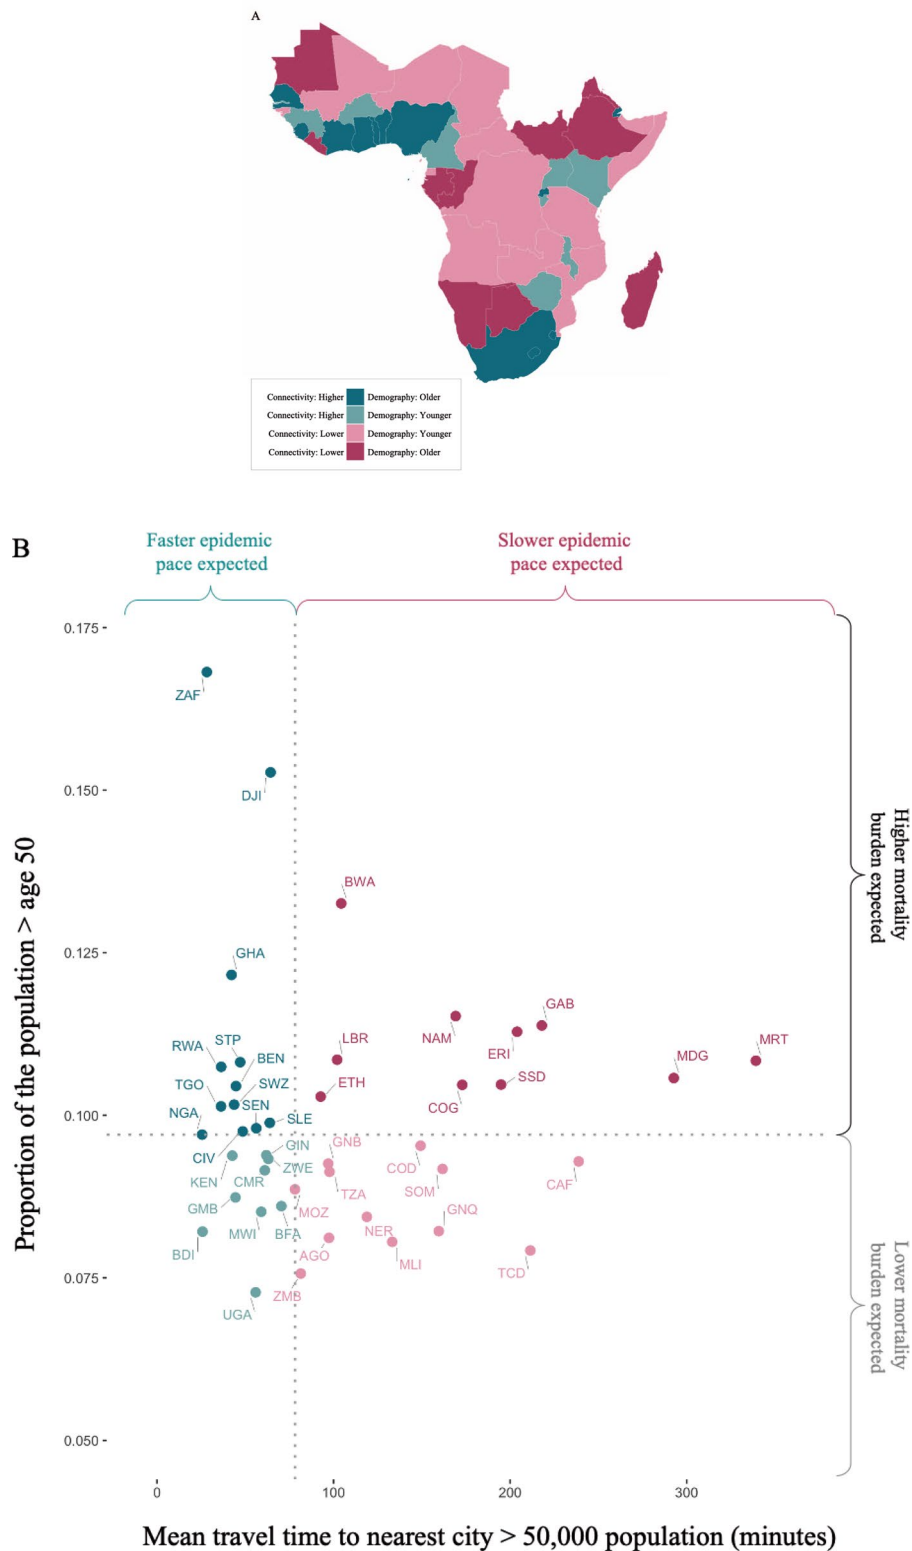 A
Connectivity: Higher Demography: Older
Connectivity: Higher Demography: Younger
Connectivity: Lower Demography: Younger
Connectivity: Lower Demography: Older
B
Faster epidemic
pace expected
Slower epidemic
pace expected
Higher mortality
burden expected
Lower mortality
burden expected
Proportion of the population > age 50
0.175
0.150
0.125
0.100
0.075
0.050
ZAF
DJI
BWA
GHA
GAB
NAM
ERI
LBR
MRT
MDG
RWA
STP
BEN
ETH
SSD
TGO
SWZ
COG
NGA
SEN
SLE
CIV
GIN
GNB
KEN
CMR
ZWE
TZA
COD
SOM
CAF
GMB
MWI
BFA
MOZ
NER
GNQ
BDI
AGO
MLI
TCD
UGA
ZMB
0
100
200
300
Mean travel time to nearest city > 50,000 population (minutes)